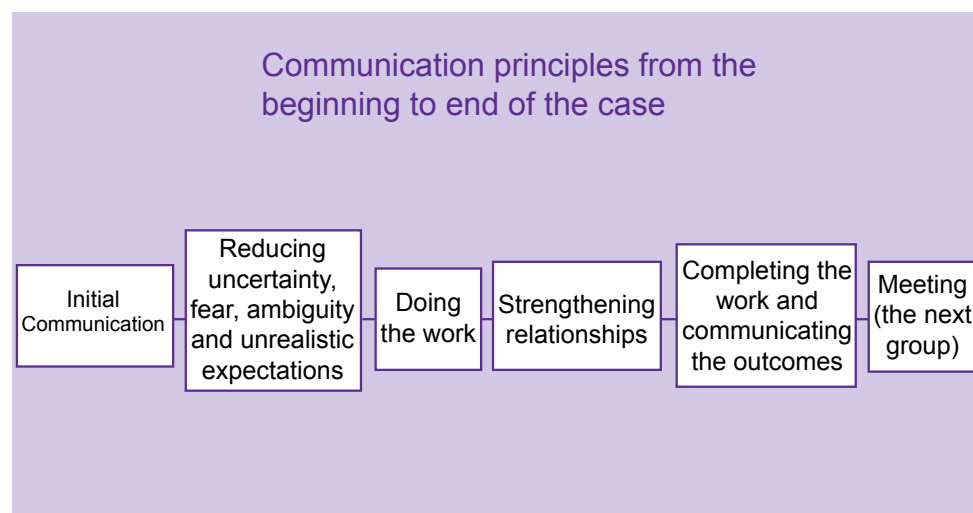 Communication principles from the
beginning to end of the case
Initial
Communication
Reducing
uncertainty,
fear, ambiguity
and unrealistic
expectations
Doing
the work
Strengthening
relationships
Completing the
work and
communicating
the outcomes
Meeting
(the next
group)